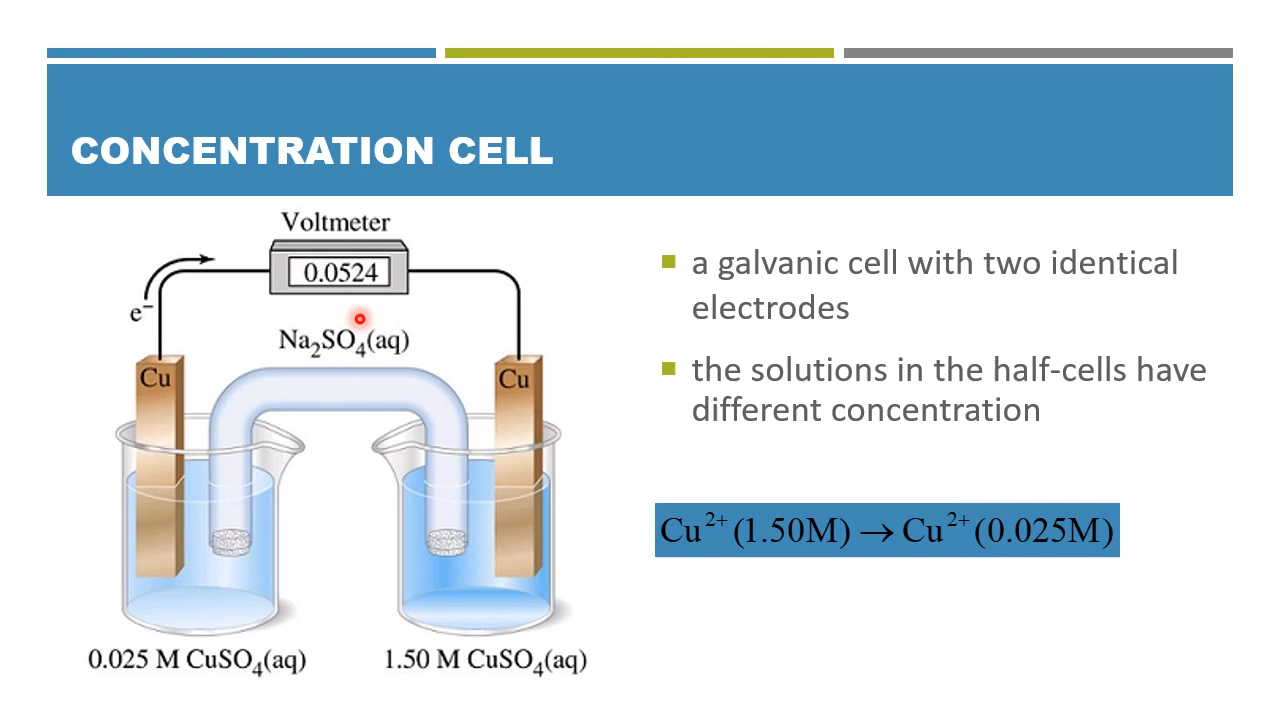 CONCENTRATION CELL
Voltmeter
0.0524
e⁻
Na₂SO₄(aq)
Cu
Cu
0.025 M CuSO₄(aq)
1.50 M CuSO₄(aq)
a galvanic cell with two identical
electrodes
the solutions in the half-cells have
different concentration
Cu²⁺(1.50M) → Cu²⁺(0.025M)